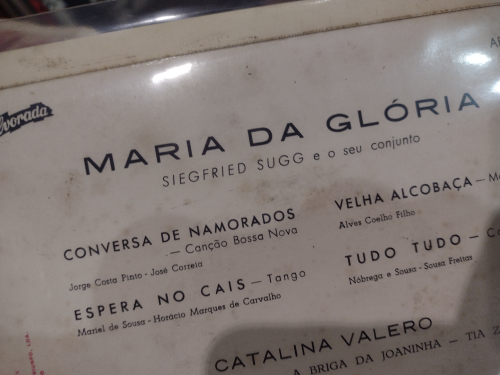 Alvorada
MARIA DA GLÓRIA
SIEGFRIED SUGG e o seu conjunto
CONVERSA DE NAMORADOS
— Canção Bossa Nova
Jorge Costa Pinto - José Correia
ESPERA NO CAIS — Tango
Mariel de Sousa - Horácio Marques de Carvalho
VELHA ALCOBAÇA —
Alves Coelho Filho
TUDO TUDO —
Nóbrega e Sousa - Sousa Freitas
CATALINA VALERO
A BRIGA DA JOANINHA — TIA